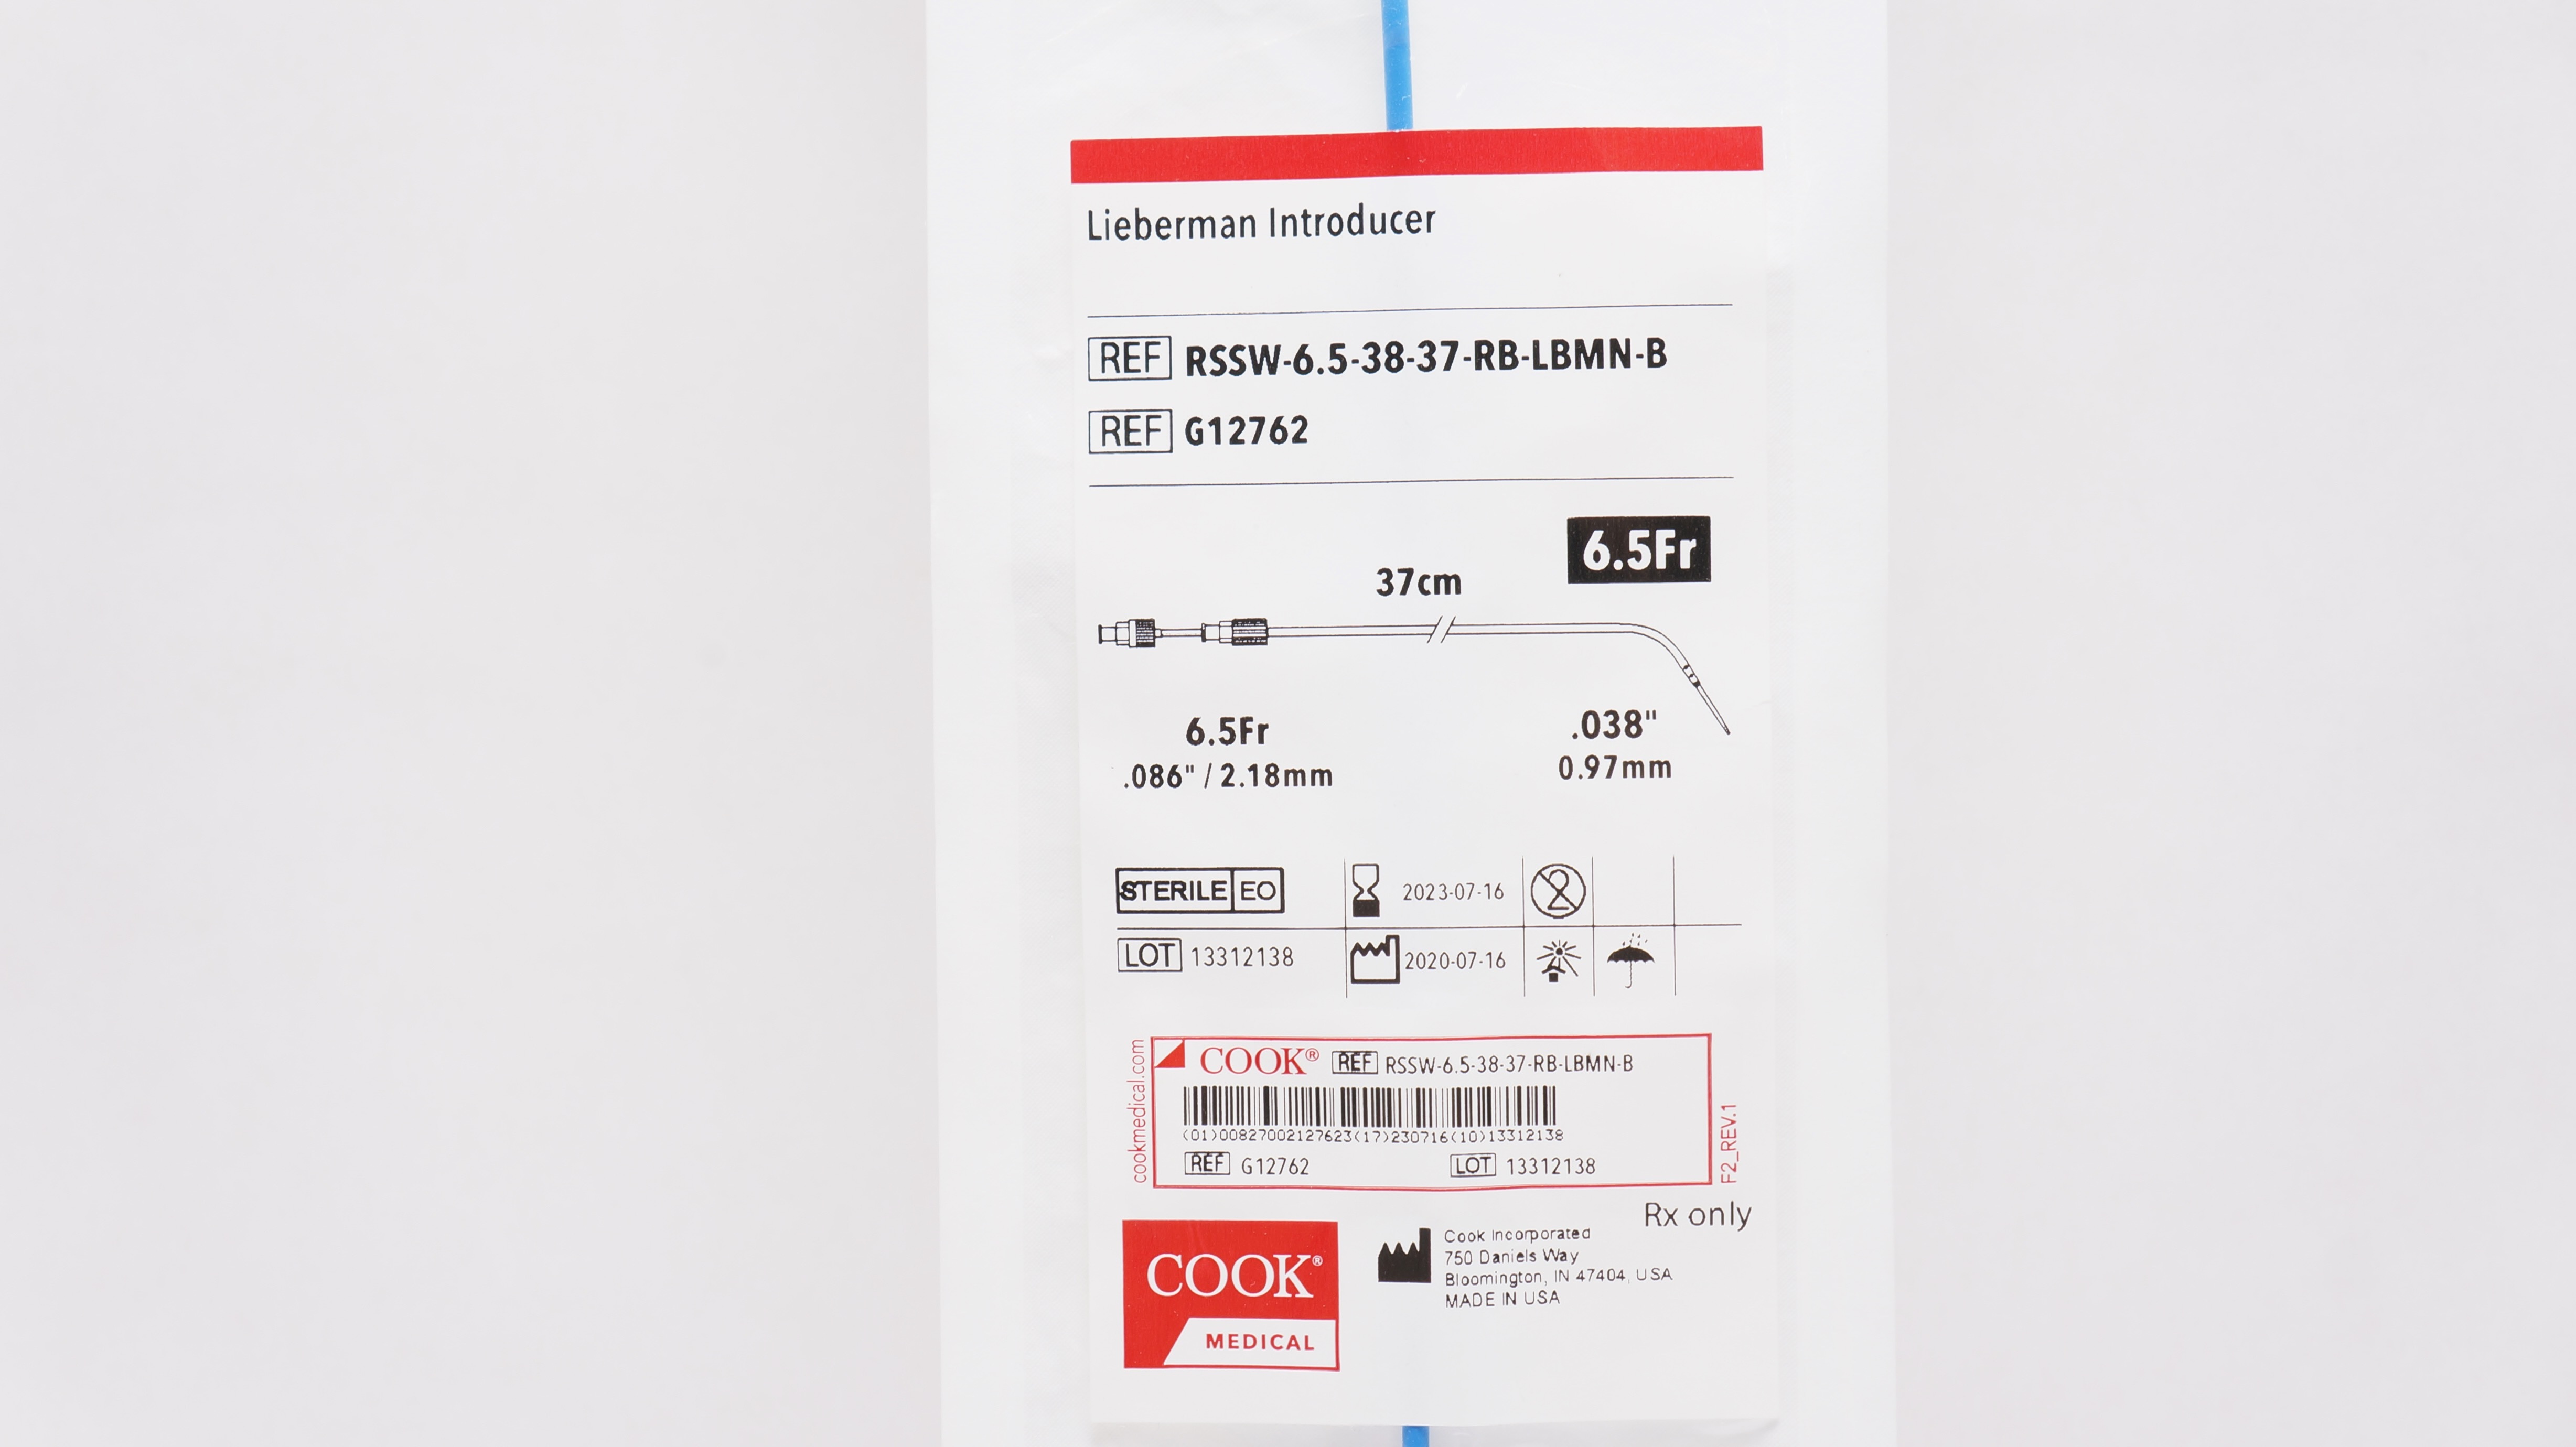 Lieberman Introducer
REF RSSW-6.5-38-37-RB-LBMN-B
REF G12762
6.5Fr
37cm
6.5Fr
.086" / 2.18mm
.038"
0.97mm
STERILE EO
2023-07-16
2
LOT 13312138
2020-07-16
cookmedical.com
COOK® REF RSSW-6.5-38-37-RB-LBMN-B
(01)00827002127623(17)230716(10)13312138
REF G12762 LOT 13312138
F2_REV.1
Rx only
COOK®
MEDICAL
Cook Incorporated
750 Daniels Way
Bloomington, IN 47404, USA
MADE IN USA